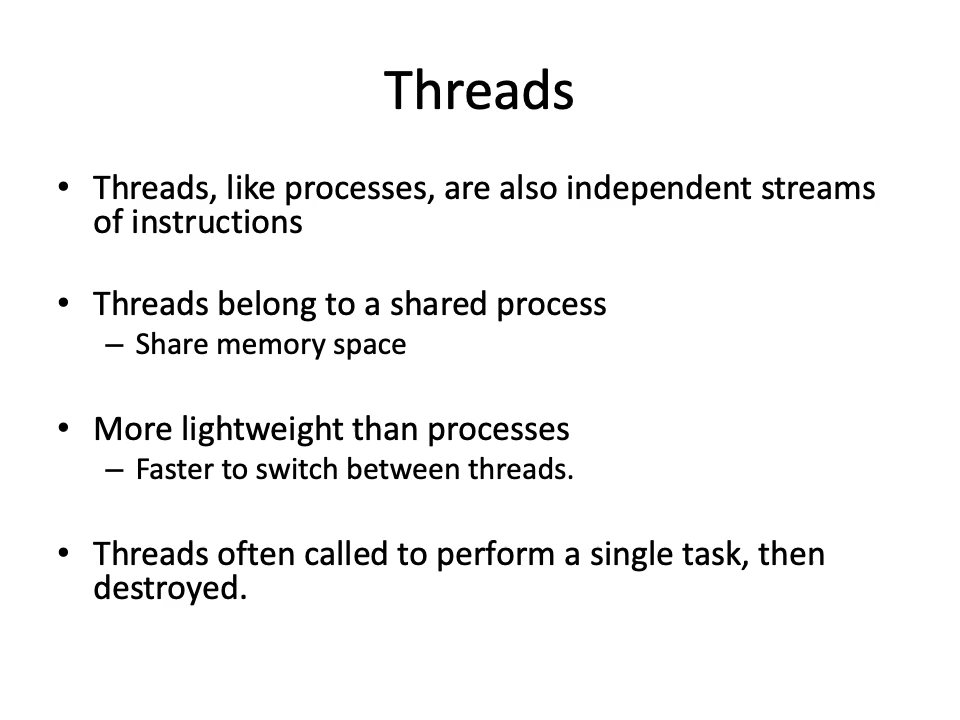 Threads
• Threads, like processes, are also independent streams
of instructions
• Threads belong to a shared process
– Share memory space
• More lightweight than processes
– Faster to switch between threads.
• Threads often called to perform a single task, then
destroyed.